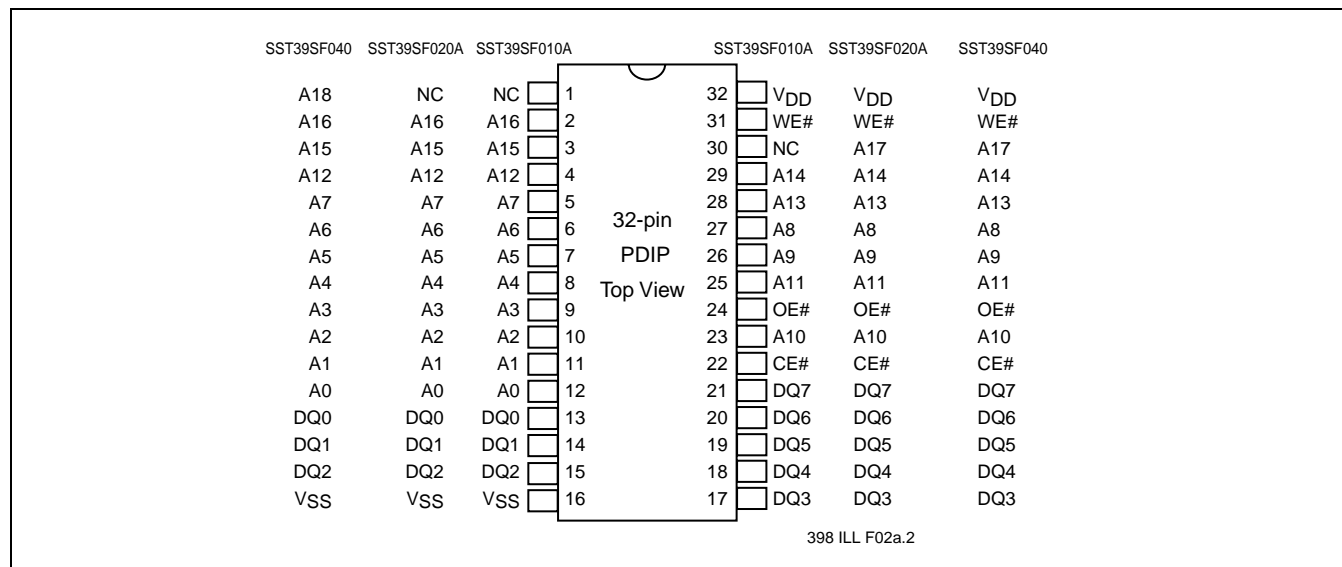 SST39SF040 SST39SF020A SST39SF010A SST39SF010A SST39SF020A SST39SF040
A18 NC NC 1 32 VDD VDD VDD
A16 A16 A16 2 31 WE# WE# WE#
A15 A15 A15 3 30 NC A17 A17
A12 A12 A12 4 29 A14 A14 A14
A7 A7 A7 5 28 A13 A13 A13
A6 A6 A6 6 32-pin 27 A8 A8 A8
A5 A5 A5 7 PDIP 26 A9 A9 A9
A4 A4 A4 8 Top View 25 A11 A11 A11
A3 A3 A3 9 24 OE# OE# OE#
A2 A2 A2 10 23 A10 A10 A10
A1 A1 A1 11 22 CE# CE# CE#
A0 A0 A0 12 21 DQ7 DQ7 DQ7
DQ0 DQ0 DQ0 13 20 DQ6 DQ6 DQ6
DQ1 DQ1 DQ1 14 19 DQ5 DQ5 DQ5
DQ2 DQ2 DQ2 15 18 DQ4 DQ4 DQ4
VSS VSS VSS 16 17 DQ3 DQ3 DQ3
398 ILL F02a.2